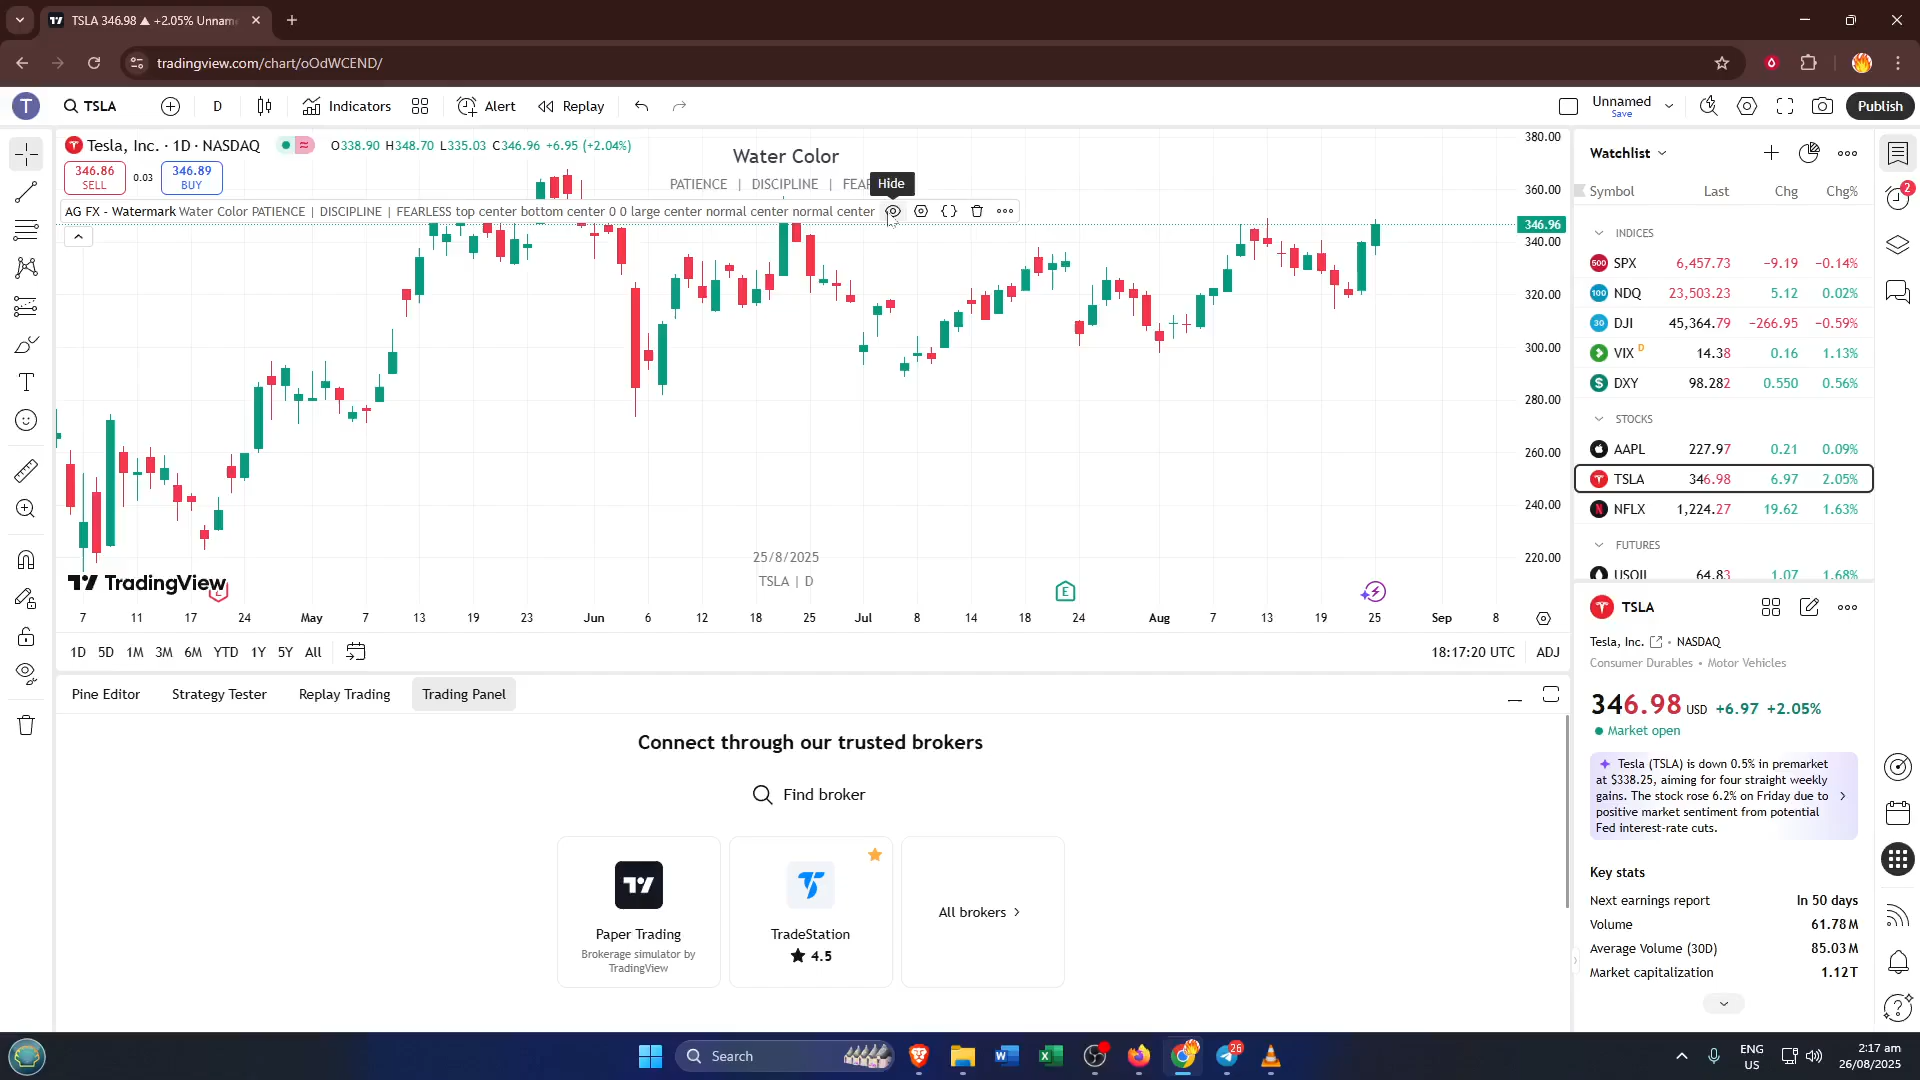 TSLA 346.98 ▲ +2.05% Unnam
tradingview.com/chart/oOdWCEND/
T
TSLA
D
Indicators
Alert
Replay
Unnamed
Save
Publish
Tesla, Inc. · 1D · NASDAQ
O338.90 H348.70 L335.03 C346.96 +6.95 (+2.04%)
346.86
SELL
0.03
346.89
BUY
Water Color
PATIENCE | DISCIPLINE | FEA
Hide
AG FX - Watermark Water Color PATIENCE | DISCIPLINE | FEARLESS top center bottom center 0 0 large center normal center normal center
380.00
360.00
346.96
340.00
320.00
300.00
280.00
260.00
240.00
220.00
25/8/2025
TSLA | D
TradingView
E
7 11 17 24 May 7 13 19 23 Jun 6 12 18 25 Jul 8 14 18 24 Aug 7 13 19 25 Sep 8
1D 5D 1M 3M 6M YTD 1Y 5Y All
18:17:20 UTC ADJ
Pine Editor
Strategy Tester
Replay Trading
Trading Panel
Connect through our trusted brokers
Find broker
Paper Trading
Brokerage simulator by
TradingView
TradeStation
★ 4.5
All brokers
Watchlist
Symbol Last Chg Chg%
INDICES
500 SPX 6,457.73 −9.19 −0.14%
100 NDQ 23,503.23 5.12 0.02%
30 DJI 45,364.79 −266.95 −0.59%
VIX D 14.38 0.16 1.13%
$ DXY 98.282 0.550 0.56%
STOCKS
AAPL 227.97 0.21 0.09%
TSLA 346.98 6.97 2.05%
NFLX 1,224.27 19.62 1.63%
FUTURES
USOIL 64.83 1.07 1.68%
TSLA
Tesla, Inc. • NASDAQ
Consumer Durables • Motor Vehicles
346.98 USD +6.97 +2.05%
Market open
Tesla (TSLA) is down 0.5% in premarket
at $338.25, aiming for four straight weekly
gains. The stock rose 6.2% on Friday due to
positive market sentiment from potential
Fed interest-rate cuts.
Key stats
Next earnings report In 50 days
Volume 61.78 M
Average Volume (30D) 85.03 M
Market capitalization 1.12 T
2
Search
26
ENG
US
2:17 am
26/08/2025